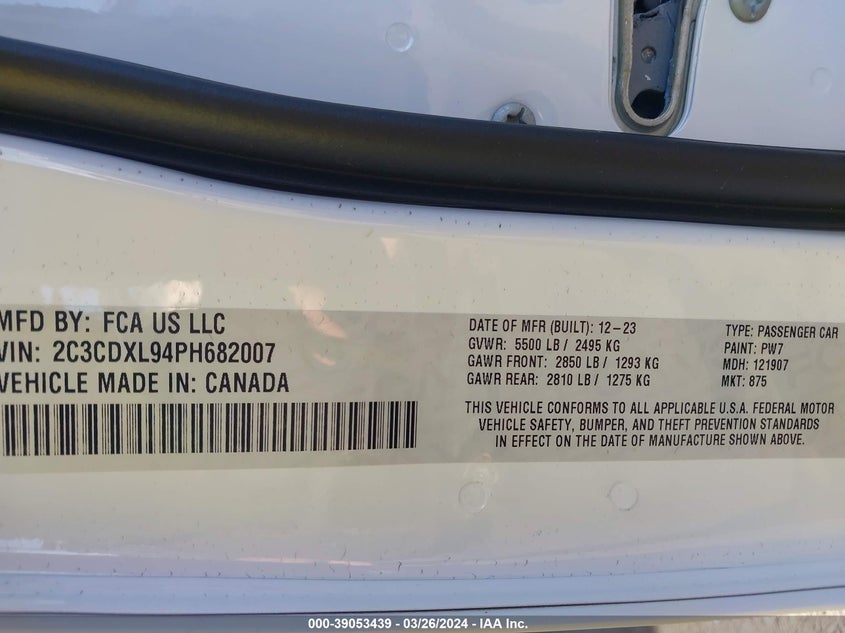 MFD BY: FCA US LLC
VIN: 2C3CDXL94PH682007
VEHICLE MADE IN: CANADA
DATE OF MFR (BUILT): 12-23
GVWR: 5500 LB / 2495 KG
GAWR FRONT: 2850 LB / 1293 KG
GAWR REAR: 2810 LB / 1275 KG
TYPE: PASSENGER CAR
PAINT: PW7
MDH: 121907
MKT: 875
THIS VEHICLE CONFORMS TO ALL APPLICABLE U.S.A. FEDERAL MOTOR
VEHICLE SAFETY, BUMPER, AND THEFT PREVENTION STANDARDS
IN EFFECT ON THE DATE OF MANUFACTURE SHOWN ABOVE.
000-39053439 - 03/26/2024 - IAA Inc.